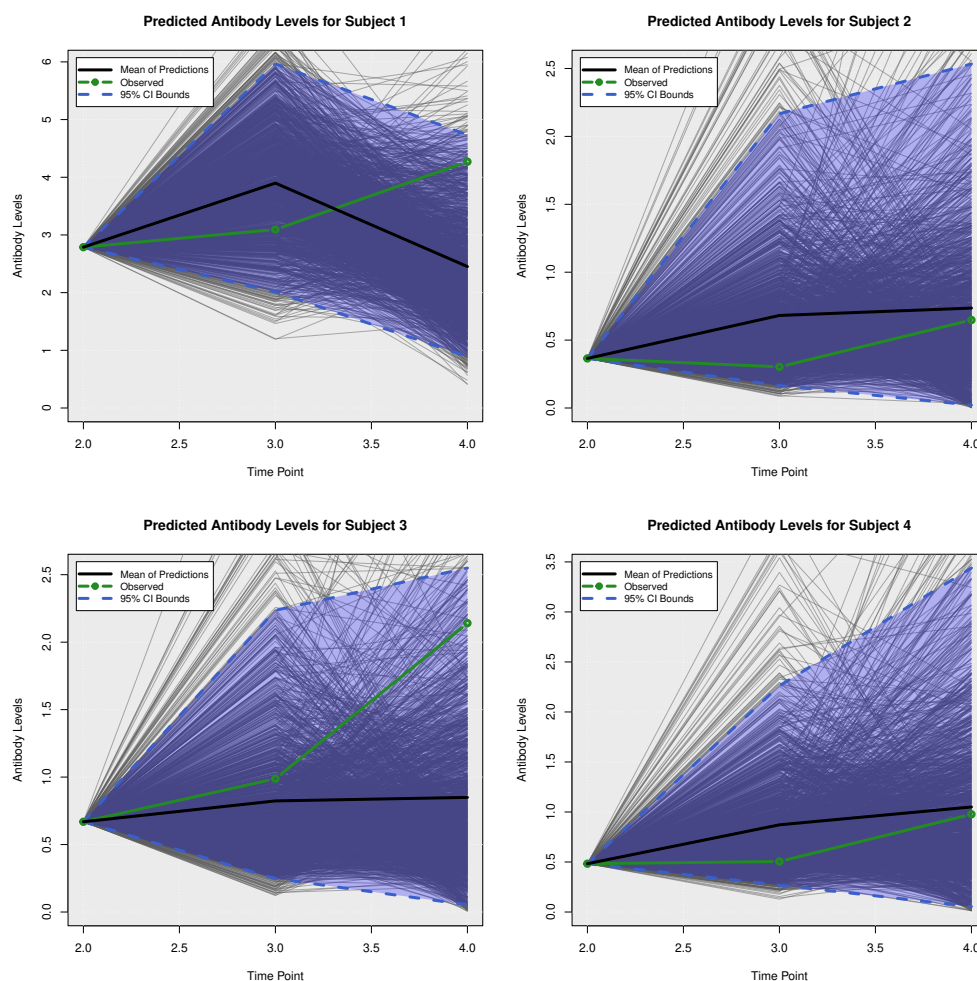 Predicted Antibody Levels for Subject 1
Mean of Predictions
Observed
95% CI Bounds
Antibody Levels
0
1
2
3
4
5
6
2.0 2.5 3.0 3.5 4.0
Time Point
Predicted Antibody Levels for Subject 2
Mean of Predictions
Observed
95% CI Bounds
Antibody Levels
0.0
0.5
1.0
1.5
2.0
2.5
2.0 2.5 3.0 3.5 4.0
Time Point
Predicted Antibody Levels for Subject 3
Mean of Predictions
Observed
95% CI Bounds
Antibody Levels
0.0
0.5
1.0
1.5
2.0
2.5
2.0 2.5 3.0 3.5 4.0
Time Point
Predicted Antibody Levels for Subject 4
Mean of Predictions
Observed
95% CI Bounds
Antibody Levels
0.0
0.5
1.0
1.5
2.0
2.5
3.0
3.5
2.0 2.5 3.0 3.5 4.0
Time Point